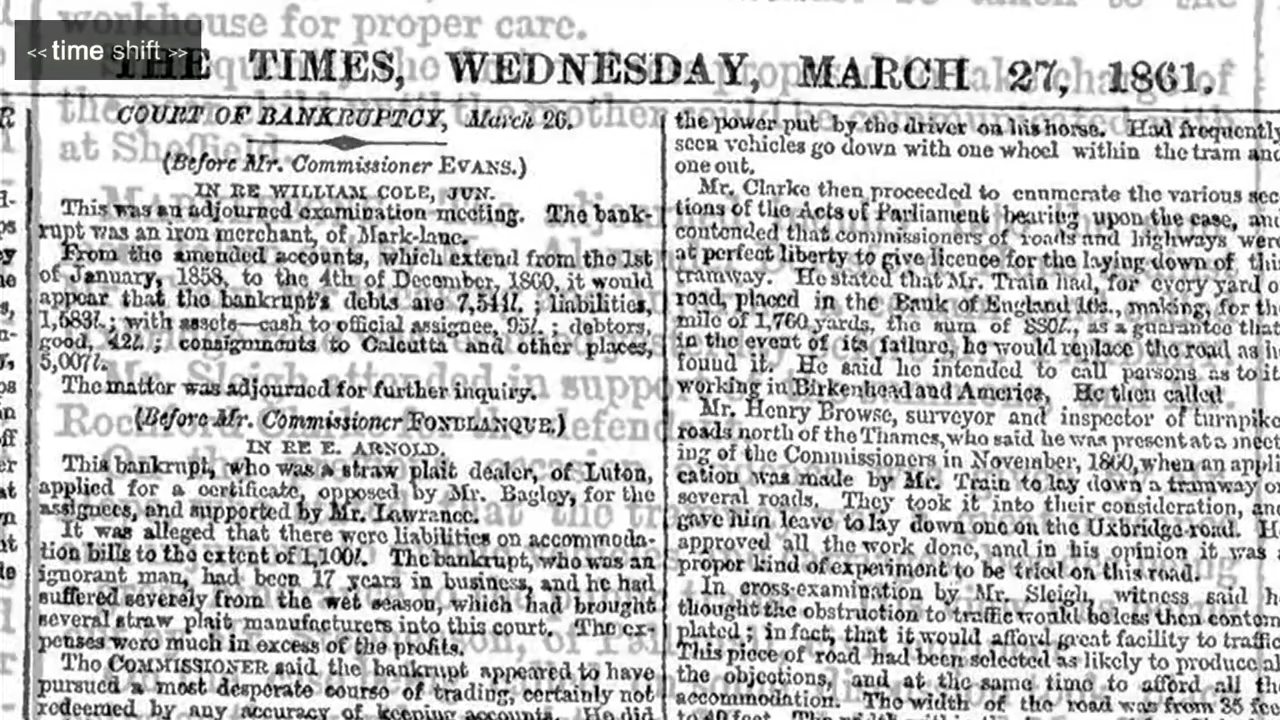 << time shift >>
workhouse for proper care.
THE TIMES, WEDNESDAY, MARCH 27, 1861.
COURT OF BANKRUPTCY, March 26.
(Before Mr. Commissioner EVANS.)
IN RE WILLIAM COLE, JUN.
This was an adjourned examination meeting. The bank-
rupt was an iron merchant, of Mark-lane.
From the amended accounts, which extend from the 1st
of January, 1858, to the 4th of December, 1860, it would
appear that the bankrupt's debts are 7,541l. ; liabilities,
1,683l.; with assets—cash to official assignee, 95l. ; debtors,
good, 42l. ; consignments to Calcutta and other places,
5,007l.
The matter was adjourned for further inquiry.
(Before Mr. Commissioner FONBLANQUE.)
IN RE E. ARNOLD.
This bankrupt, who was a straw plait dealer, of Luton,
applied for a certificate, opposed by Mr. Bagley, for the
assignees, and supported by Mr. Lawrance.
It was alleged that there were liabilities on accommoda-
tion bills to the extent of 1,100l. The bankrupt, who was an
ignorant man, had been 17 years in business, and he had
suffered severely from the wet season, which had brought
several straw plait manufacturers into this court. The ex-
penses were much in excess of the profits.
The COMMISSIONER said the bankrupt appeared to have
pursued a most desperate course of trading, certainly not
redeemed by any accuracy of keeping accounts. He did
the power put by the driver on his horse. Had frequently
seen vehicles go down with one wheel within the tram and
one out.
Mr. Clarke then proceeded to enumerate the various sec
tions of the Acts of Parliament bearing upon the case, and
contended that commissioners of roads and highways were
at perfect liberty to give licence for the laying down of this
tramway. He stated that Mr. Train had, for every yard o
road, placed in the Bank of England 10s., making, for the
mile of 1,760 yards, the sum of 880l., as a guarantee that
in the event of its failure, he would replace the road as he
found it. He said he intended to call persons as to it
working in Birkenhead and America. He then called
Mr. Henry Browse, surveyor and inspector of turnpike
roads north of the Thames, who said he was present at a meet
ing of the Commissioners in November, 1860, when an appli
cation was made by Mr. Train to lay down a tramway on
several roads. They took it into their consideration, and
gave him leave to lay down one on the Uxbridge-road. H
approved all the work done, and in his opinion it was a
proper kind of experiment to be tried on this road.
In cross-examination by Mr. Sleigh, witness said he
thought the obstruction to traffic would be less then contem
plated ; in fact, that it would afford great facility to traffic
This piece of road had been selected as likely to produce al
the objections, and at the same time to afford all the
accommodation. The width of the road was from 35 fee
to 40 feet.